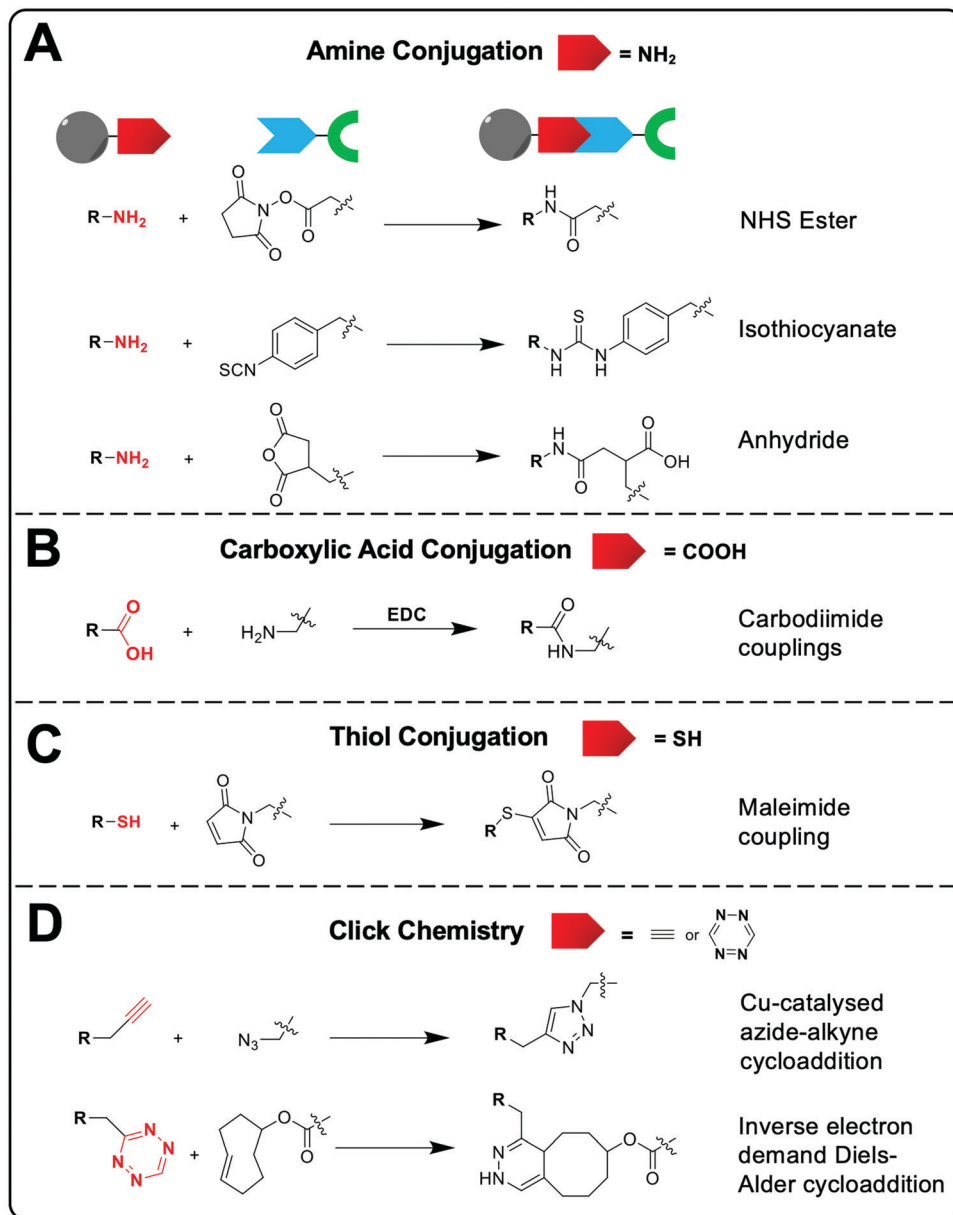 A
Amine Conjugation = NH2
R-NH2 + N O O O O H N R O NHS Ester
R-NH2 + SCN S R N H N H Isothiocyanate
R-NH2 + O O O H N R O O OH Anhydride
B
Carboxylic Acid Conjugation = COOH
R O OH + H2N EDC R O HN Carbodiimide
couplings
C
Thiol Conjugation = SH
R-SH + O N O R S O N O Maleimide
coupling
D
Click Chemistry = or N N N N
R + N3 R N N N Cu-catalysed
azide-alkyne
cycloaddition
R N N N N + O O R N NH O O Inverse electron
demand Diels-
Alder cycloaddition